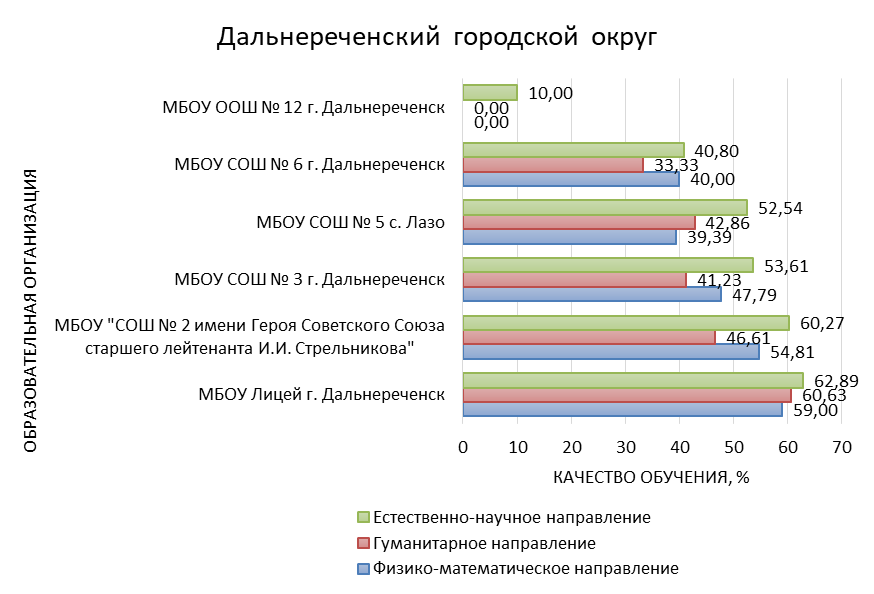 Дальнереченский городской округ
ОБРАЗОВАТЕЛЬНАЯ ОРГАНИЗАЦИЯ
МБОУ ООШ № 12 г. Дальнереченск
10,00
0,00
0,00
МБОУ СОШ № 6 г. Дальнереченск
40,80
33,33
40,00
МБОУ СОШ № 5 с. Лазо
52,54
42,86
39,39
МБОУ СОШ № 3 г. Дальнереченск
53,61
41,23
47,79
МБОУ "СОШ № 2 имени Героя Советского Союза
старшего лейтенанта И.И. Стрельникова"
60,27
46,61
54,81
МБОУ Лицей г. Дальнереченск
62,89
60,63
59,00
0 10 20 30 40 50 60 70
КАЧЕСТВО ОБУЧЕНИЯ, %
Естественно-научное направление
Гуманитарное направление
Физико-математическое направление